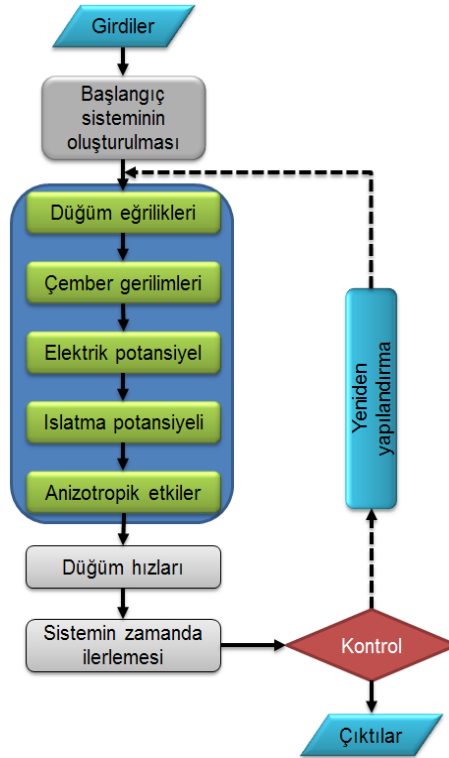 Girdiler
Başlangıç
sisteminin
oluşturulması
Düğüm eğrilikleri
Çember gerilimleri
Elektrik potansiyel
Islatma potansiyeli
Anizotropik etkiler
Düğüm hızları
Sistemin zamanda
ilerlemesi
Kontrol
Yeniden
yapılandırma
Çıktılar